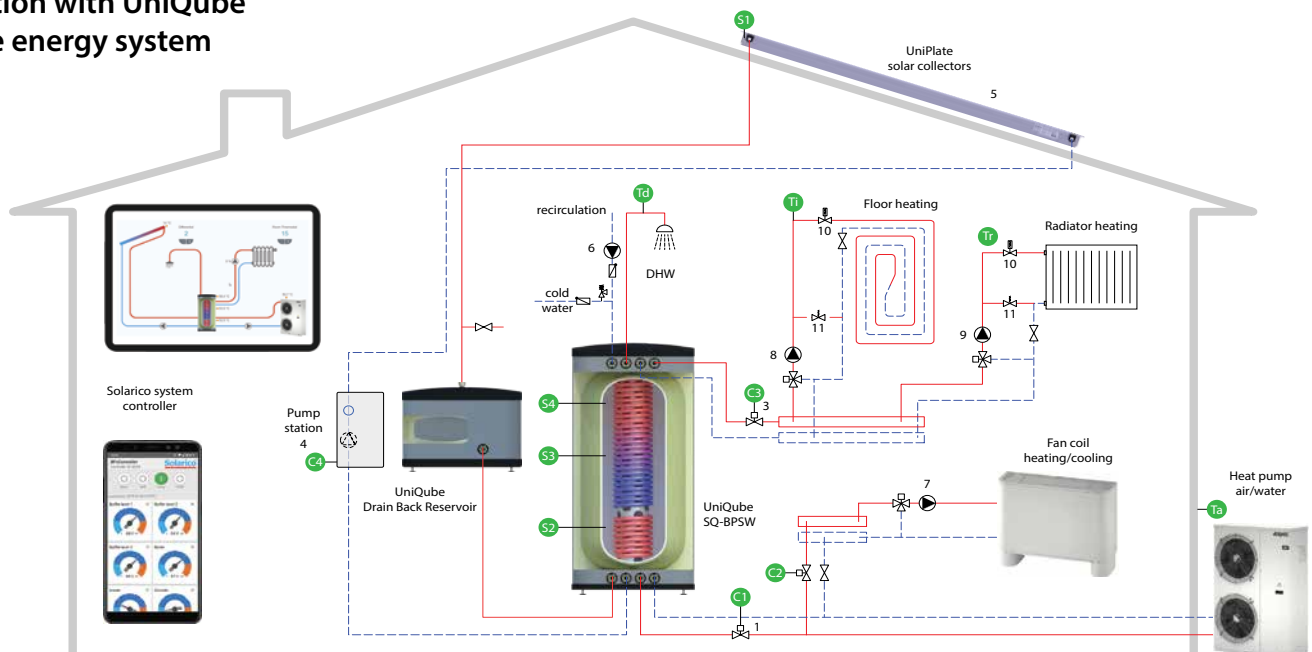 tion with UniQube
e energy system
S1
UniPlate
solar collectors
5
recirculation
Td
Ti
Floor heating
10
Tr
Radiator heating
10
6
DHW
cold
water
11
11
8
9
Solarico system
controller
S4
C3
3
Pump
station
4
C4
S3
Fan coil
heating/cooling
Heat pump
air/water
7
UniQube
Drain Back Reservoir
UniQube
SQ-BPSW
Ta
S2
C2
C1
1
Solarico